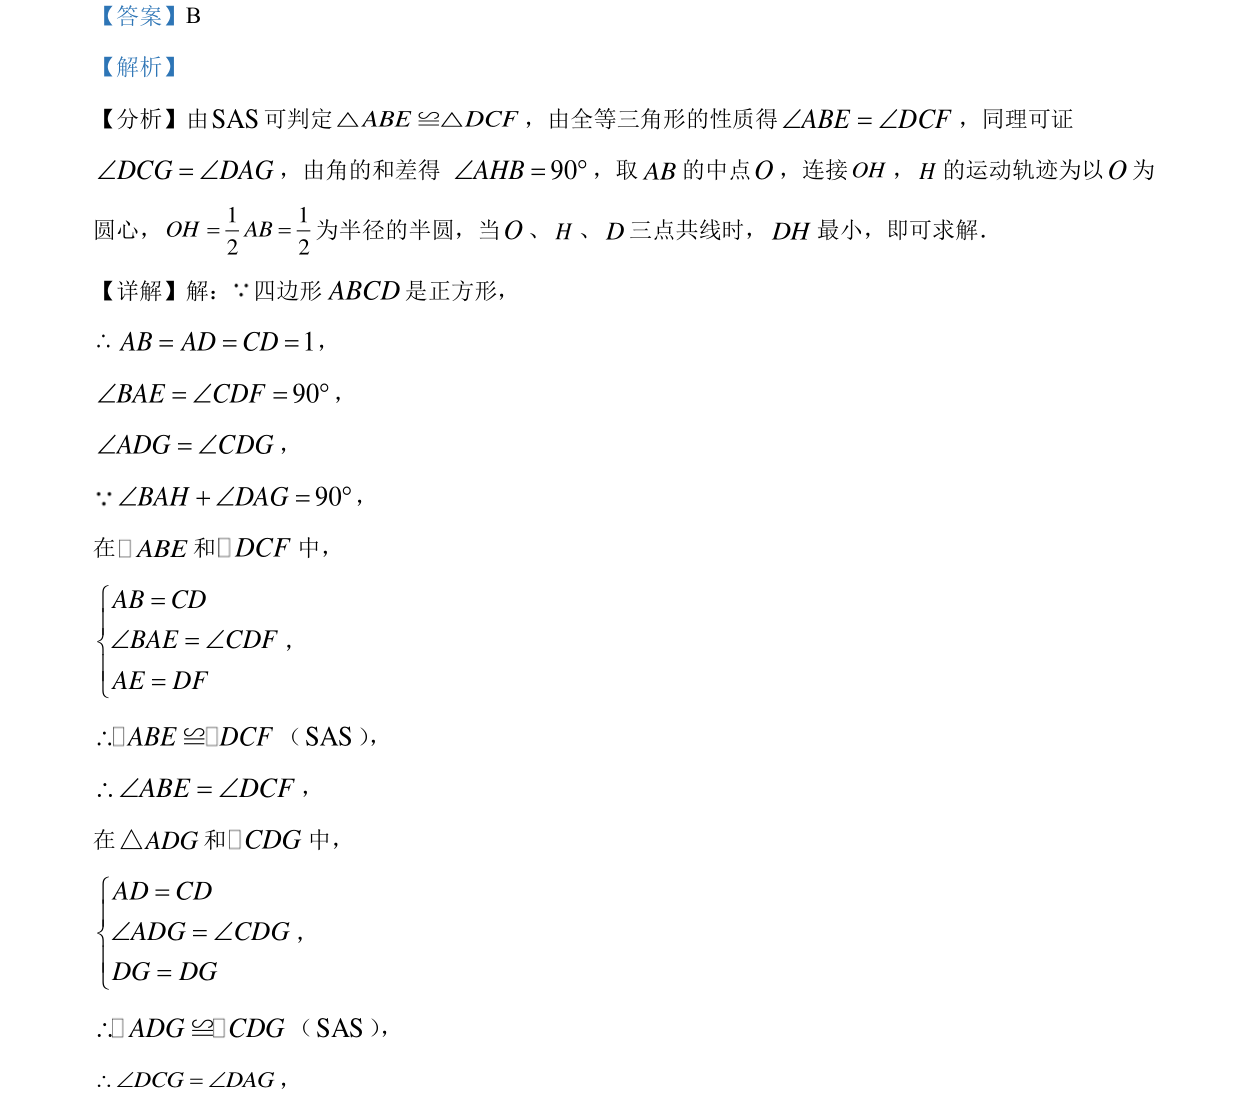 【答案】B
【解析】
【分析】由SAS可判定△ABE≌△DCF，由全等三角形的性质得∠ABE=∠DCF，同理可证
∠DCG=∠DAG，由角的和差得 ∠AHB=90°，取AB的中点O，连接OH，H的运动轨迹为以O为
圆心，OH=1/2AB=1/2为半径的半圆，当O、H、D三点共线时，DH最小，即可求解．
【详解】解：∵四边形ABCD是正方形，
∴AB=AD=CD=1，
∠BAE=∠CDF=90°，
∠ADG=∠CDG，
∵∠BAH+∠DAG=90°，
在□ABE和□DCF中，
AB=CD
∠BAE=∠CDF，
AE=DF
∴□ABE≌□DCF（SAS），
∴∠ABE=∠DCF，
在△ADG和□CDG中，
AD=CD
∠ADG=∠CDG，
DG=DG
∴□ADG≌□CDG（SAS），
∴∠DCG=∠DAG，